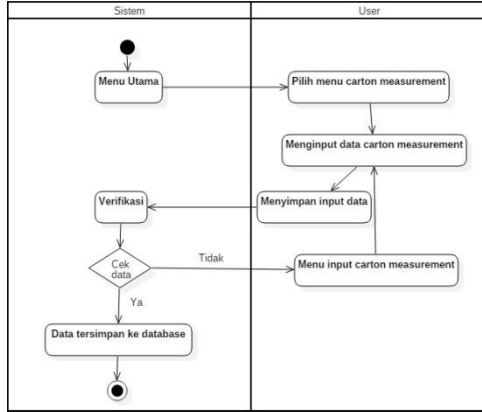 Sistem
User
Menu Utama
Pilih menu carton measurement
Menginput data carton measurement
Menyimpan input data
Verifikasi
Cek
data
Tidak
Menu input carton measurement
Ya
Data tersimpan ke database